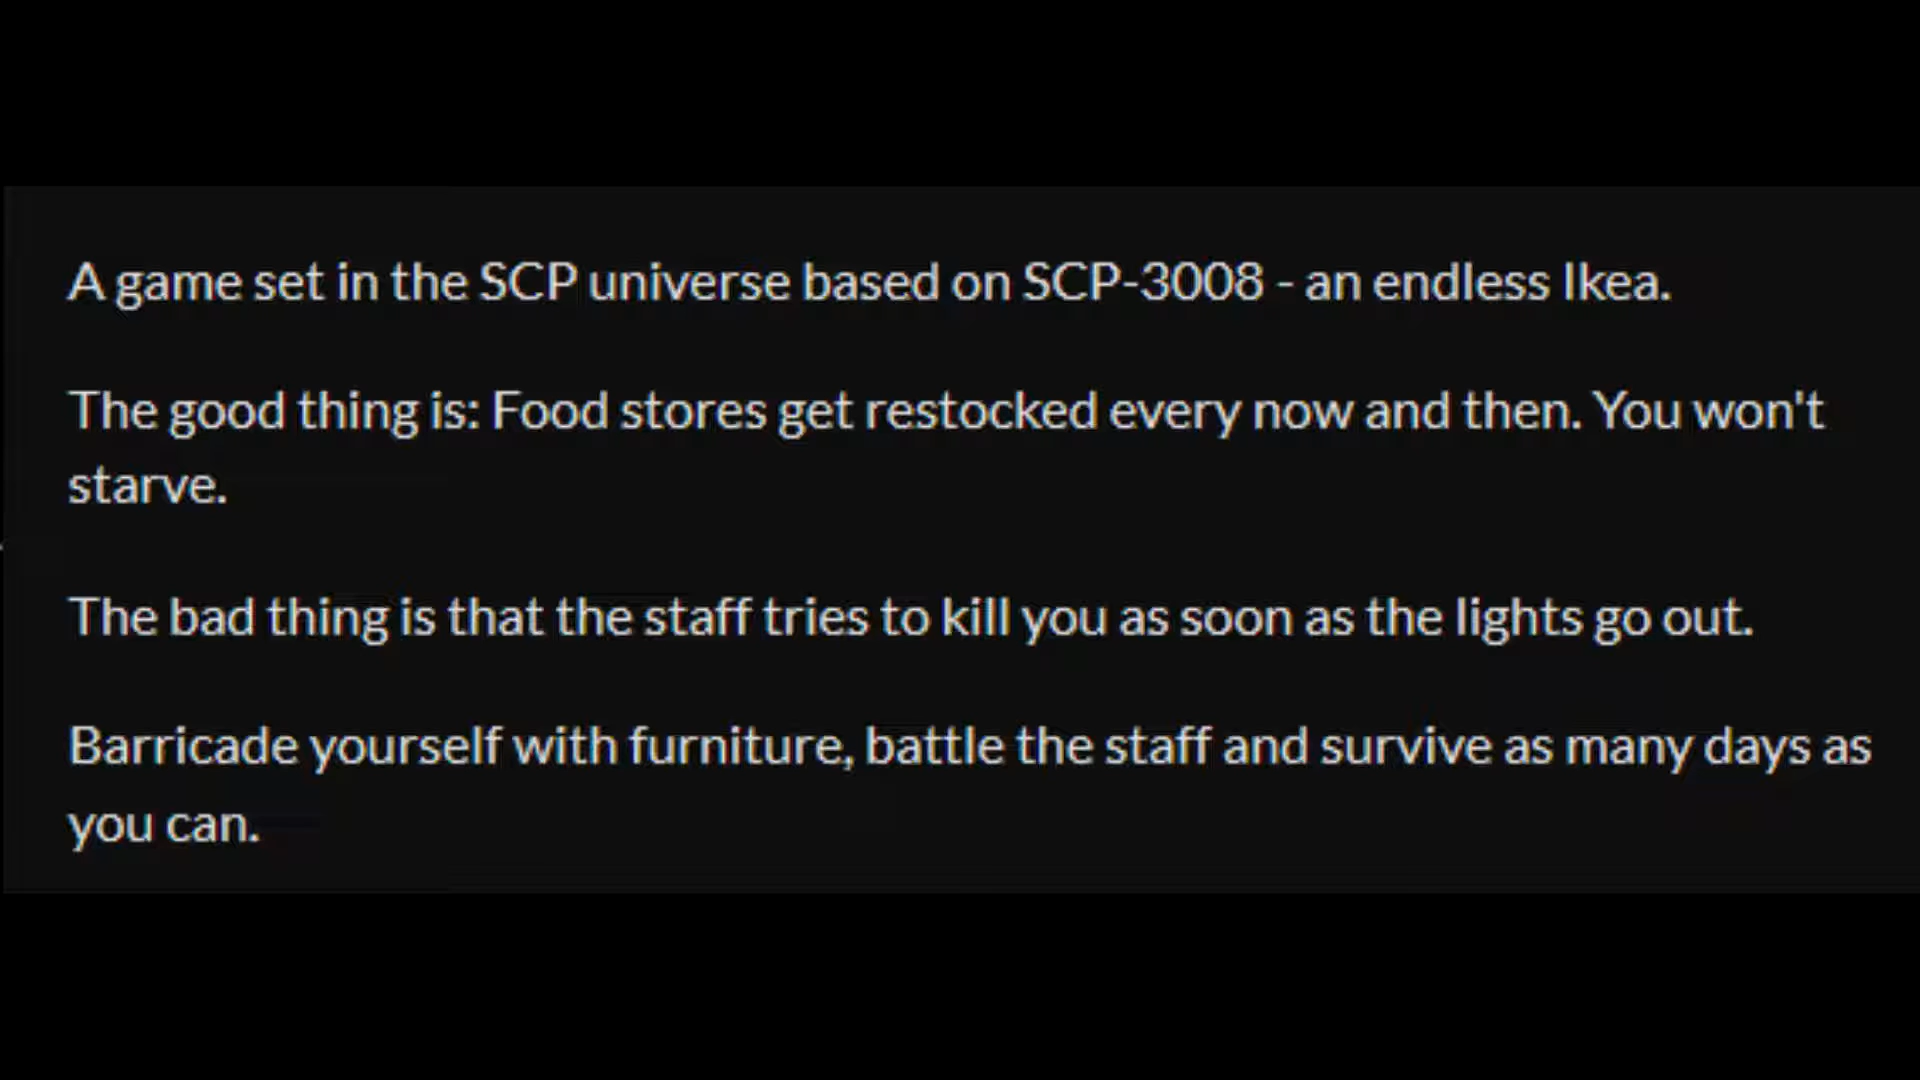 A game set in the SCP universe based on SCP-3008 - an endless Ikea.
The good thing is: Food stores get restocked every now and then. You won't
starve.
The bad thing is that the staff tries to kill you as soon as the lights go out.
Barricade yourself with furniture, battle the staff and survive as many days as
you can.